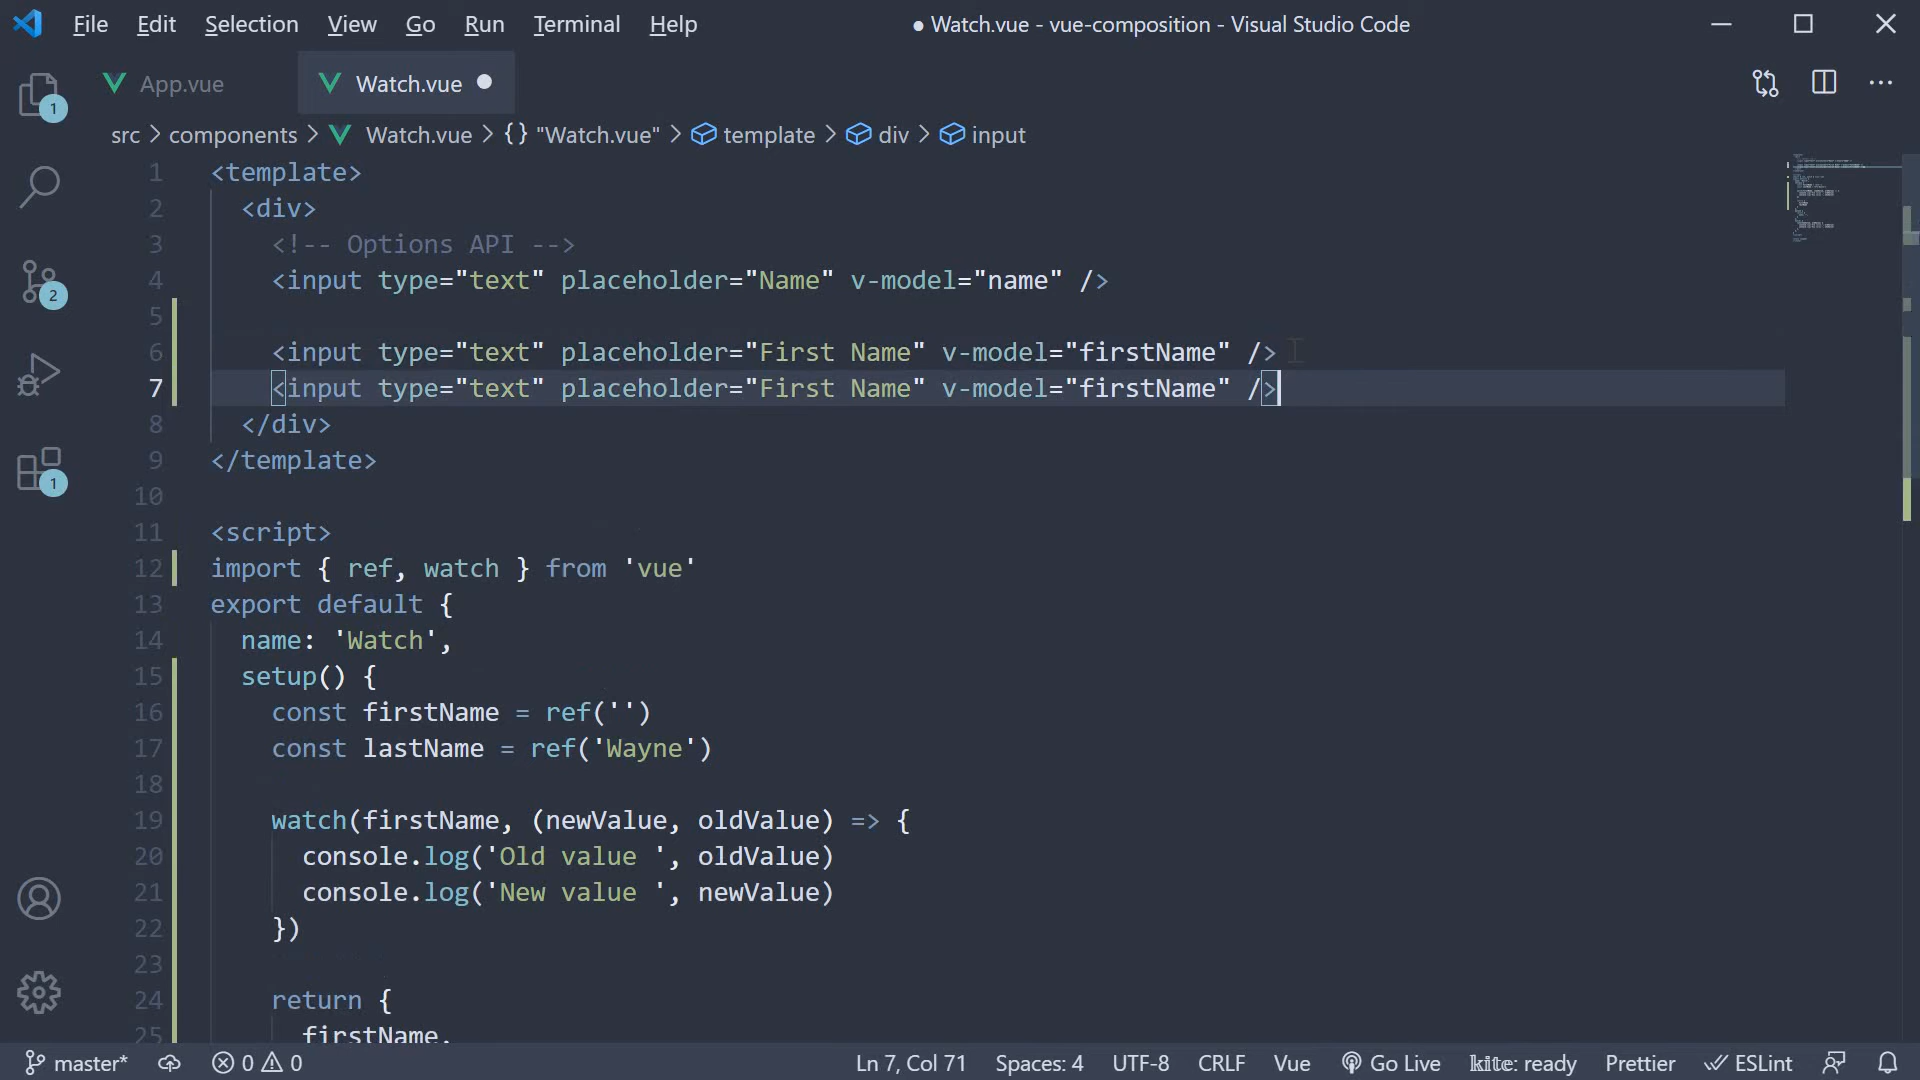 File Edit Selection View Go Run Terminal Help ● Watch.vue - vue-composition - Visual Studio Code
App.vue Watch.vue
1
src > components > Watch.vue > {} "Watch.vue" > template > div > input
1 <template>
2 <div>
3 <!-- Options API -->
4 <input type="text" placeholder="Name" v-model="name" />
5
6 <input type="text" placeholder="First Name" v-model="firstName" />
7 <input type="text" placeholder="First Name" v-model="firstName" />
8 </div>
2
9 </template>
10
1
11 <script>
12 import { ref, watch } from 'vue'
13 export default {
14 name: 'Watch',
15 setup() {
16 const firstName = ref('')
17 const lastName = ref('Wayne')
18
19 watch(firstName, (newValue, oldValue) => {
20 console.log('Old value ', oldValue)
21 console.log('New value ', newValue)
22 })
23
24 return {
25 firstName,
master* 0 0 Ln 7, Col 71 Spaces: 4 UTF-8 CRLF Vue Go Live kite: ready Prettier ESLint